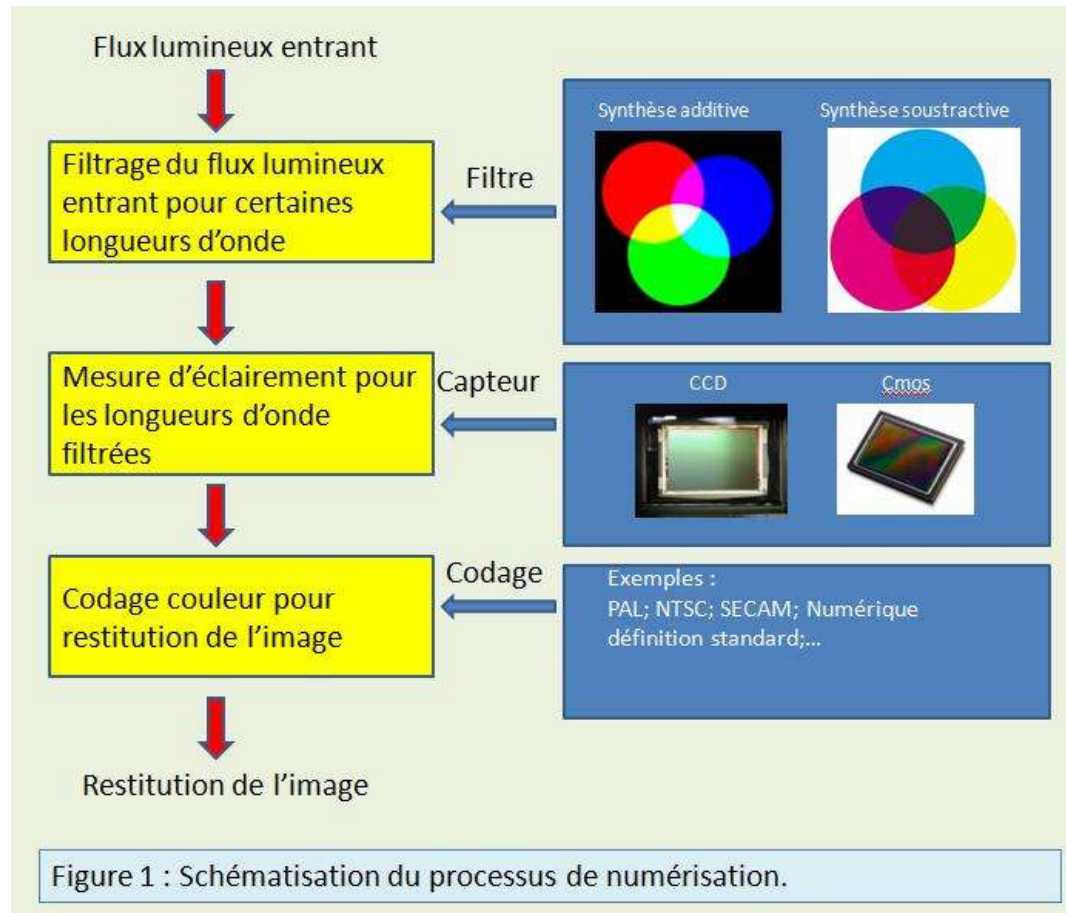 Flux lumineux entrant
Synthèse additive
Synthèse soustractive
Filtrage du flux lumineux
entrant pour certaines
longueurs d'onde
Filtre
Mesure d'éclairement pour
les longueurs d'onde
filtrées
Capteur
CCD
Cmos
Codage couleur pour
restitution de l'image
Codage
Exemples :
PAL; NTSC; SECAM; Numérique
définition standard;...
Restitution de l'image
Figure 1 : Schématisation du processus de numérisation.